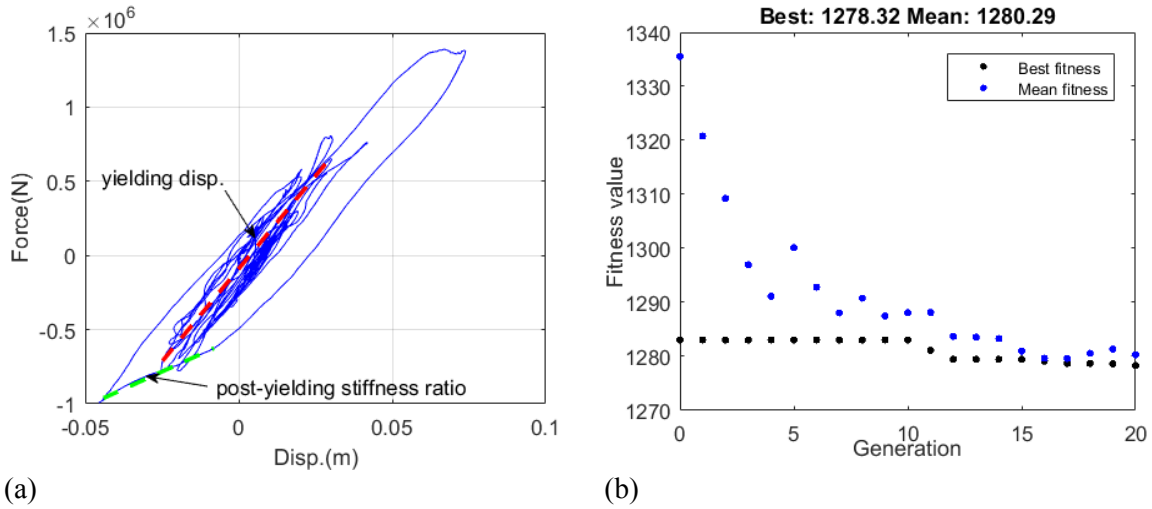 ×10^6
1.5
1
0.5
0
-0.5
-1
-0.05
0
0.05
0.1
Force(N)
Disp.(m)
yielding disp.
post-yielding stiffness ratio
(a)
Best: 1278.32 Mean: 1280.29
1340
1330
1320
1310
1300
1290
1280
1270
0
5
10
15
20
Fitness value
Generation
Best fitness
Mean fitness
(b)